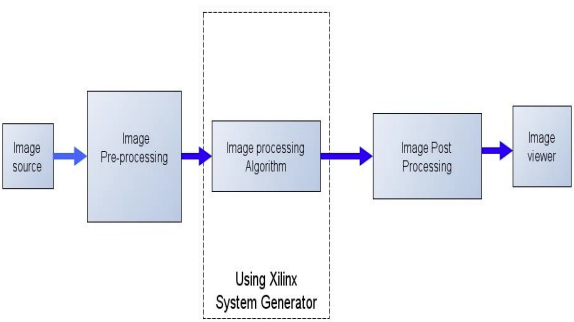 Image
source
Image
Pre-processing
Image processing
Algorithm
Image Post
Processing
Image
viewer
Using Xilinx
System Generator